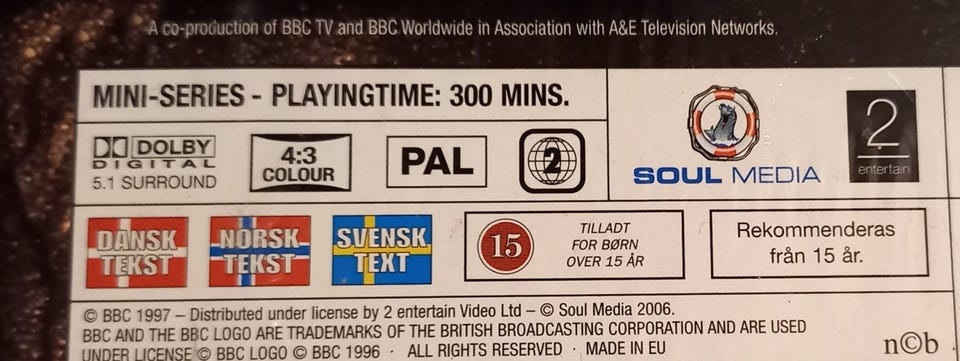 A co-production of BBC TV and BBC Worldwide in Association with A&E Television Networks.
MINI-SERIES - PLAYINGTIME: 300 MINS.
DOLBY
DIGITAL
5.1 SURROUND
4:3
COLOUR
PAL
2
SOUL MEDIA
2
entertain
DANSK
TEKST
NORSK
TEKST
SVENSK
TEXT
15
TILLADT
FOR BØRN
OVER 15 ÅR
Rekommenderas
från 15 år.
© BBC 1997 – Distributed under license by 2 entertain Video Ltd – © Soul Media 2006.
BBC AND THE BBC LOGO ARE TRADEMARKS OF THE BRITISH BROADCASTING CORPORATION AND ARE USED
UNDER LICENSE © BBC LOGO © BBC 1996 · ALL RIGHTS RESERVED · MADE IN EU
n©b